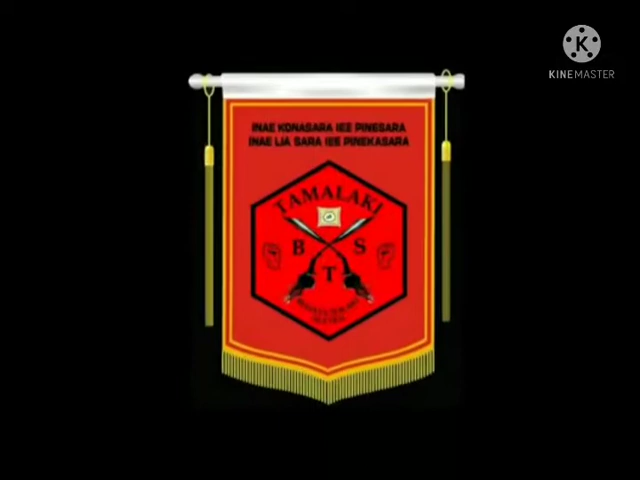 KINEMASTER
INAE KONASARA IEE PINESARA
INAE LIA SARA IEE PINEKASARA
TAMALAKI
B S
T